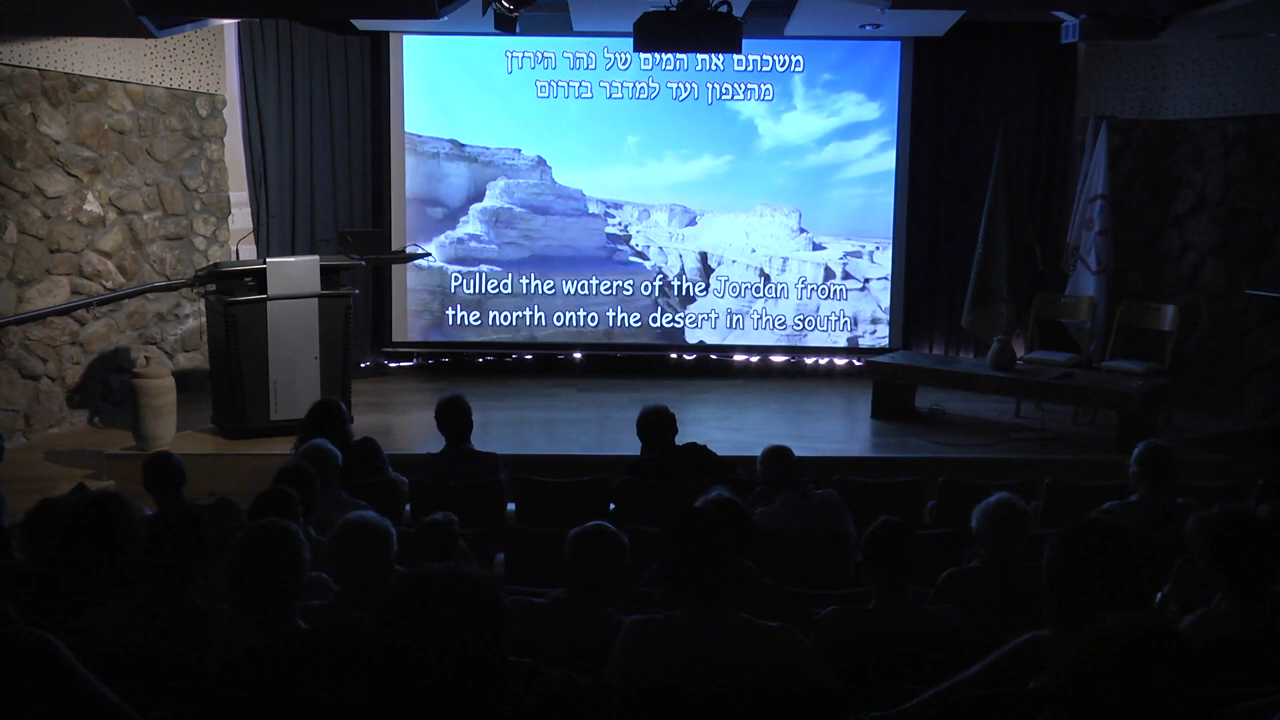 משכתם את המים של נהר הירדן
מהצפון ועד למדבר בדרום
Pulled the waters of the Jordan from
the north onto the desert in the south